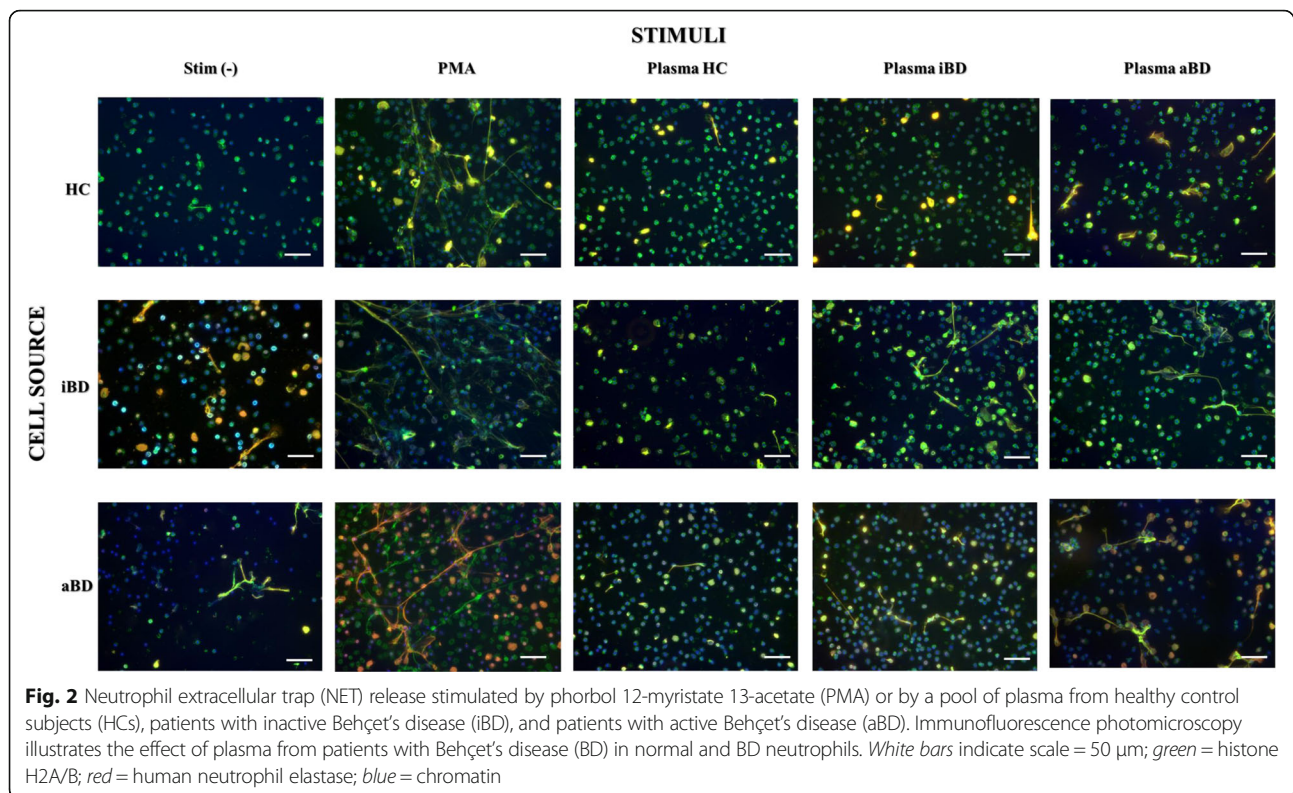 STIMULI
Stim (-) PMA Plasma HC Plasma iBD Plasma aBD
HC
CELL SOURCE
iBD
aBD
Fig. 2 Neutrophil extracellular trap (NET) release stimulated by phorbol 12-myristate 13-acetate (PMA) or by a pool of plasma from healthy control
subjects (HCs), patients with inactive Behçet's disease (iBD), and patients with active Behçet's disease (aBD). Immunofluorescence photomicroscopy
illustrates the effect of plasma from patients with Behçet's disease (BD) in normal and BD neutrophils. White bars indicate scale = 50 μm; green = histone
H2A/B; red = human neutrophil elastase; blue = chromatin